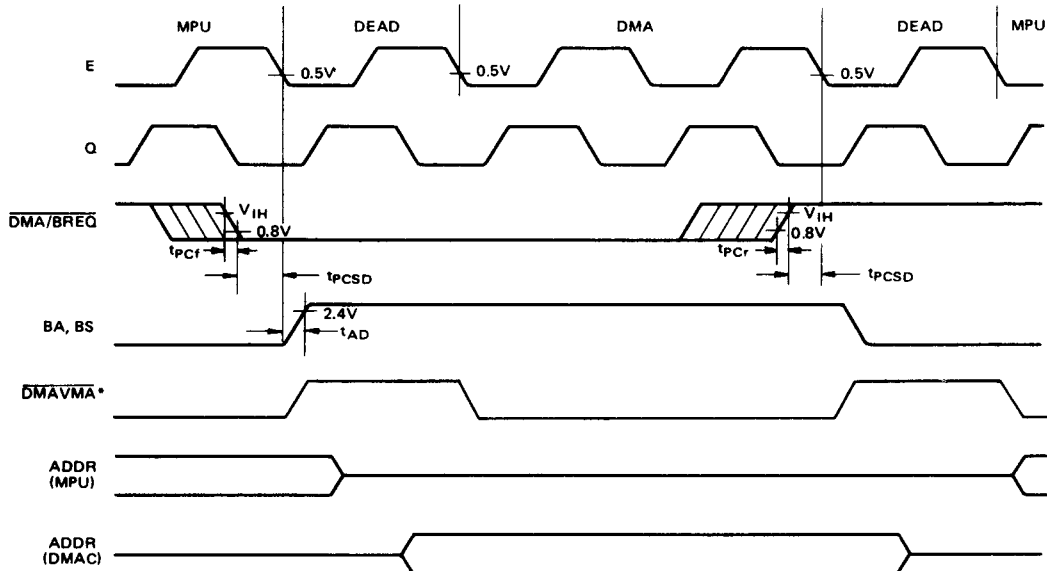 MPU DEAD DMA DEAD MPU
E 0.5V' 0.5V 0.5V
Q
DMA/BREQ VIH VIH
0.8V 0.8V
tPCf tPCr
tPCSD tPCSD
BA, BS 2.4V
tAD
DMAVMA*
ADDR
(MPU)
ADDR
(DMAC)